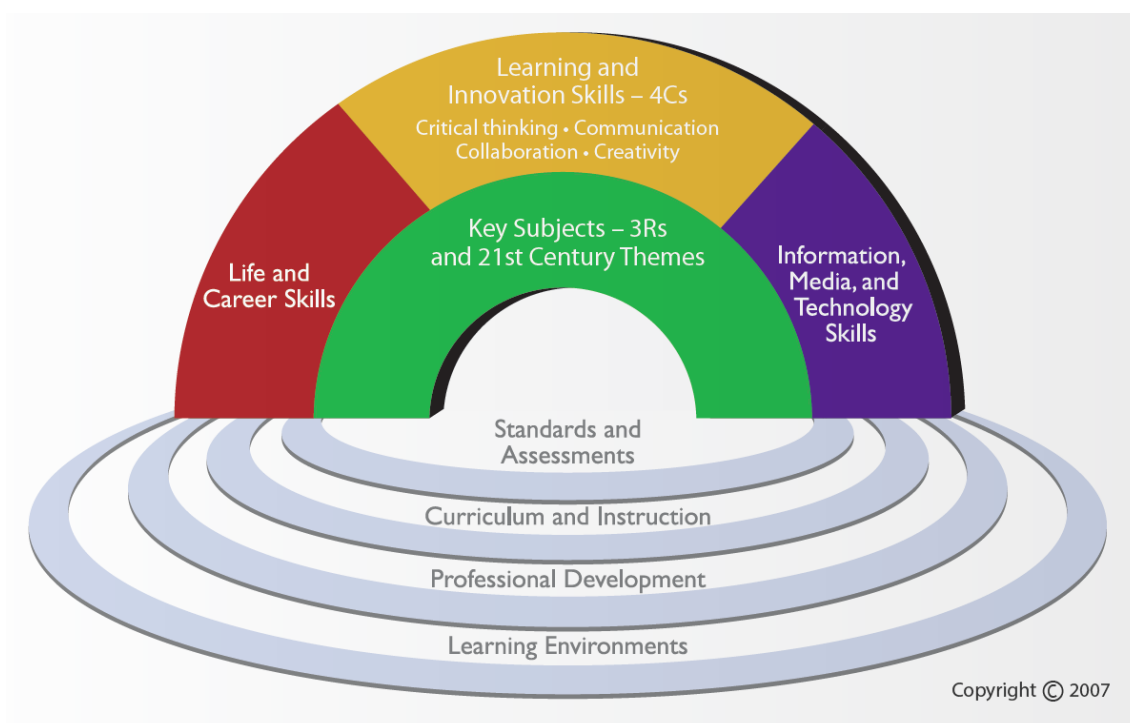 Learning and
Innovation Skills – 4Cs
Critical thinking • Communication
Collaboration • Creativity
Key Subjects – 3Rs
and 21st Century Themes
Life and
Career Skills
Information,
Media, and
Technology
Skills
Standards and
Assessments
Curriculum and Instruction
Professional Development
Learning Environments
Copyright © 2007